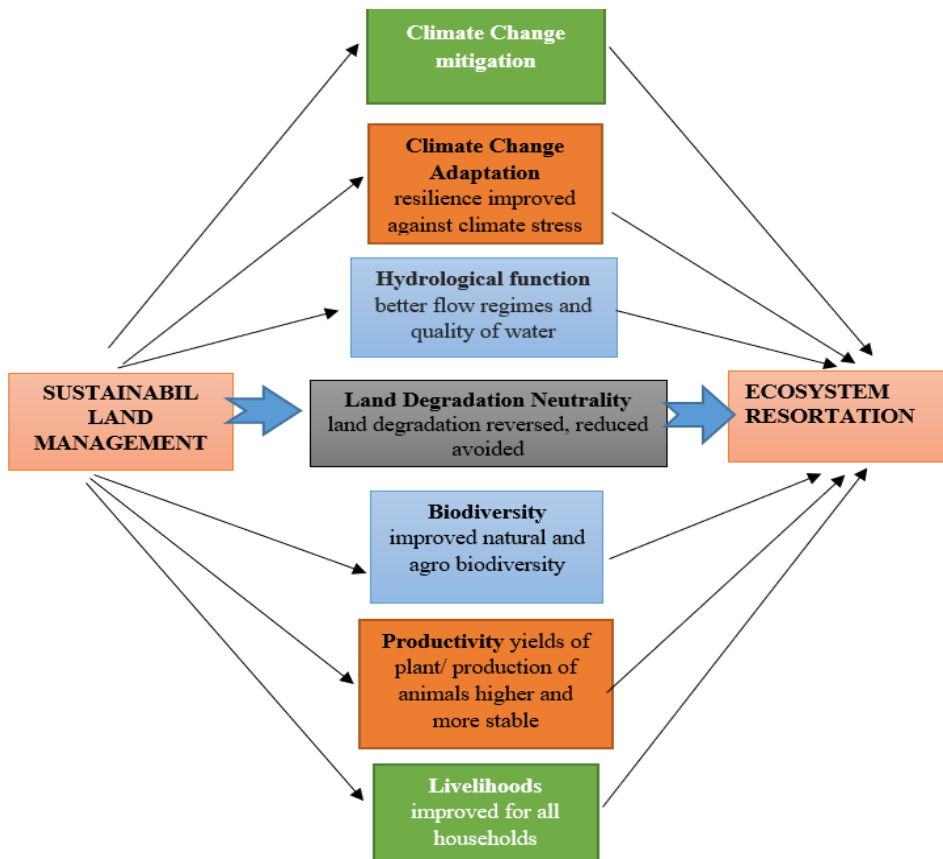 Climate Change
mitigation
Climate Change
Adaptation
resilience improved
against climate stress
Hydrological function
better flow regimes and
quality of water
SUSTAINABIL
LAND
MANAGEMENT
Land Degradation Neutrality
land degradation reversed, reduced
avoided
ECOSYSTEM
RESORTATION
Biodiversity
improved natural and
agro biodiversity
Productivity yields of
plant/ production of
animals higher and
more stable
Livelihoods
improved for all
households